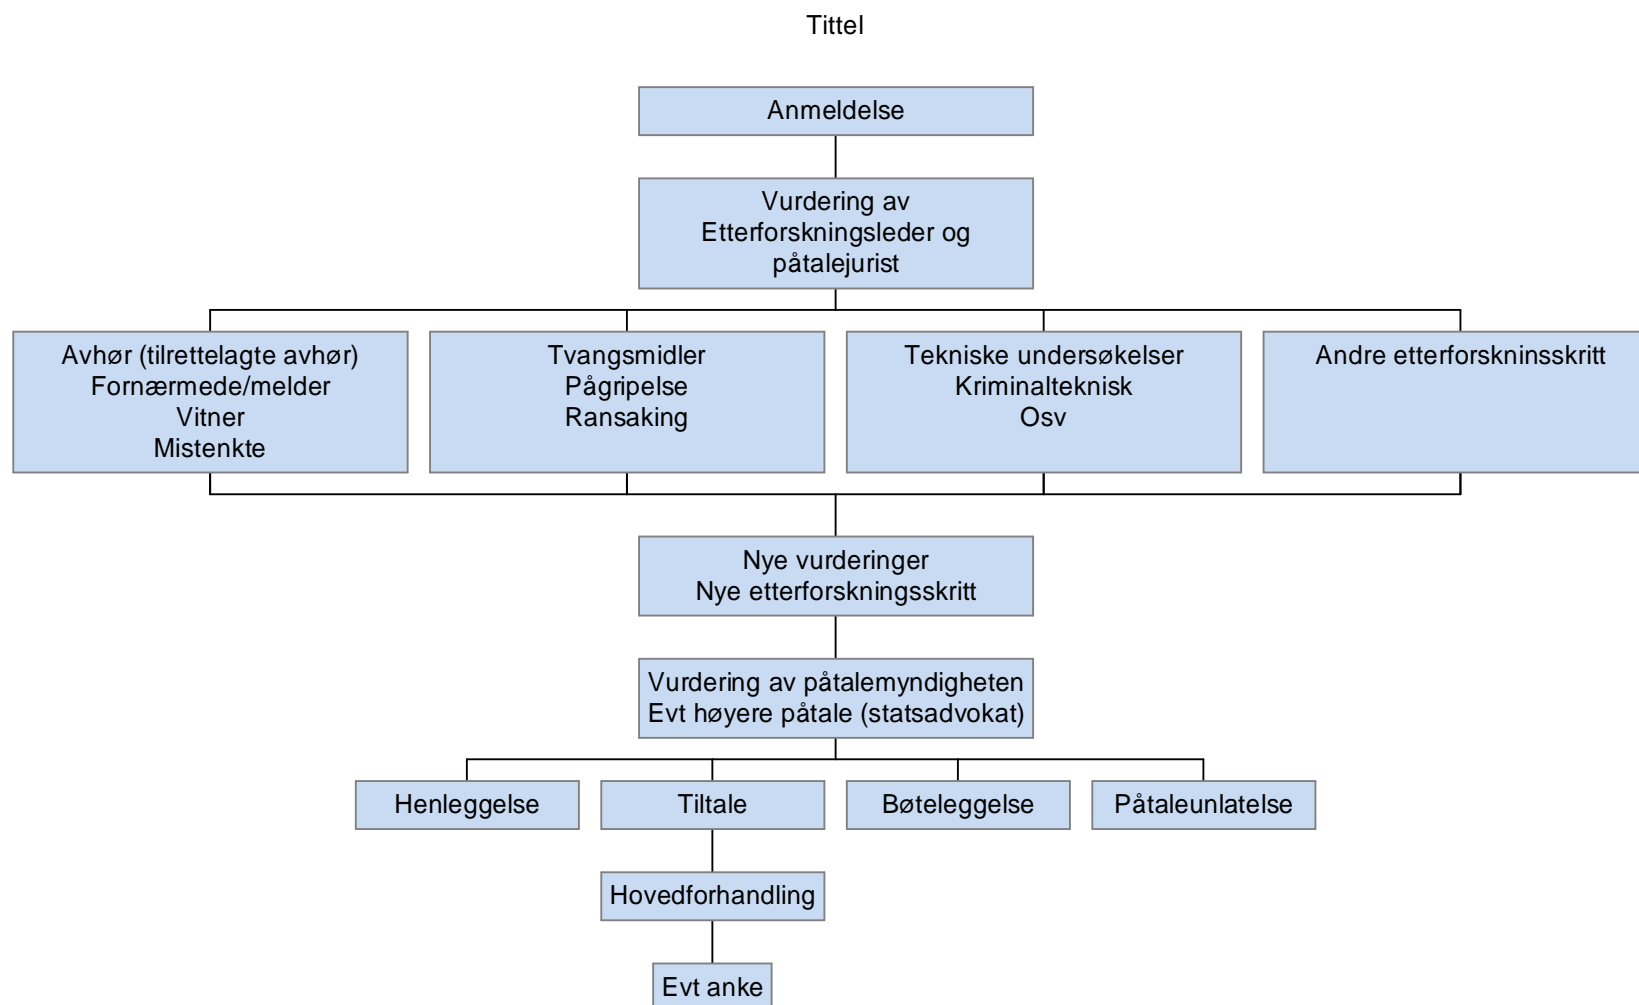 Tittel
Anmeldelse
Vurdering av
Etterforskningsleder og
påtalejurist
Avhør (tilrettelagte avhør)
Fornærmede/melder
Vitner
Mistenkte
Tvangsmidler
Pågripelse
Ransaking
Tekniske undersøkelser
Kriminalteknisk
Osv
Andre etterforskninsskritt
Nye vurderinger
Nye etterforskningsskritt
Vurdering av påtalemyndigheten
Evt høyere påtale (statsadvokat)
Henleggelse
Tiltale
Bøteleggelse
Påtaleunlatelse
Hovedforhandling
Evt anke